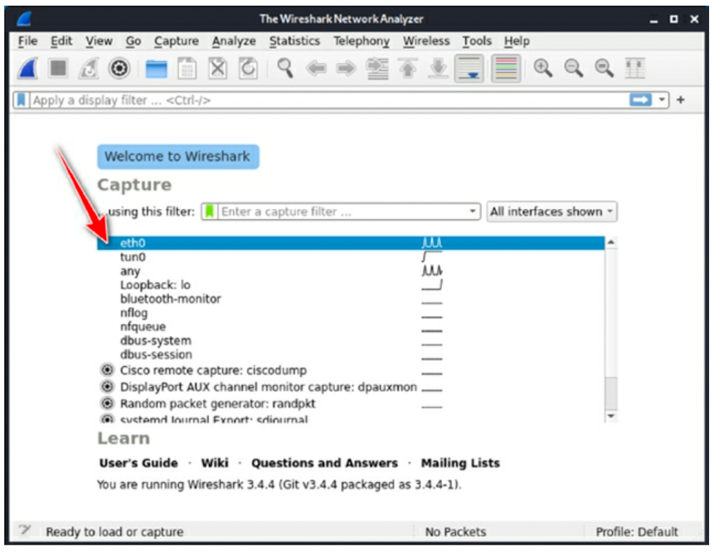 The Wireshark Network Analyzer
File Edit View Go Capture Analyze Statistics Telephony Wireless Tools Help
Apply a display filter ... <Ctrl-/>
+
Welcome to Wireshark
Capture
...using this filter: Enter a capture filter ... All interfaces shown
eth0
tun0
any
Loopback: lo
bluetooth-monitor
nflog
nfqueue
dbus-system
dbus-session
Cisco remote capture: ciscodump
DisplayPort AUX channel monitor capture: dpauxmon
Random packet generator: randpkt
systemd Journal Export: sdjournal
Learn
User's Guide · Wiki · Questions and Answers · Mailing Lists
You are running Wireshark 3.4.4 (Git v3.4.4 packaged as 3.4.4-1).
Ready to load or capture No Packets Profile: Default